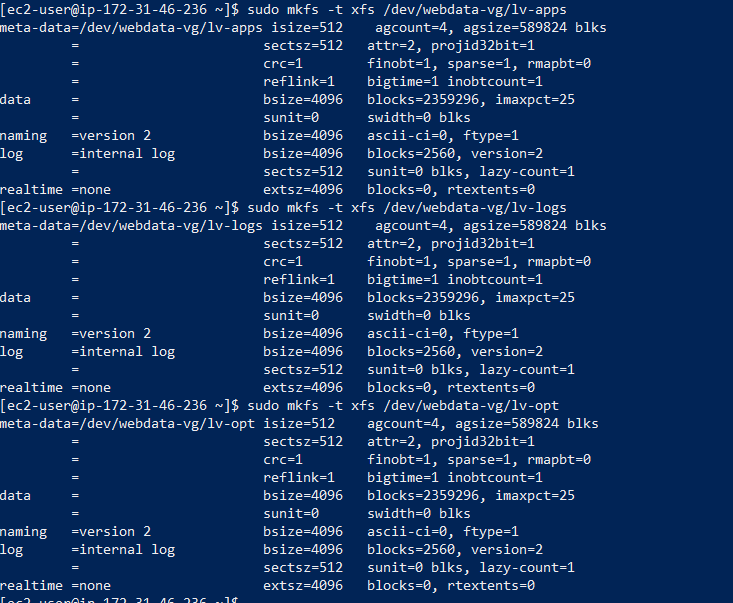 [ec2-user@ip-172-31-46-236 ~]$ sudo mkfs -t xfs /dev/webdata-vg/lv-apps
meta-data=/dev/webdata-vg/lv-apps isize=512    agcount=4, agsize=589824 blks
         =                       sectsz=512   attr=2, projid32bit=1
         =                       crc=1        finobt=1, sparse=1, rmapbt=0
         =                       reflink=1    bigtime=1 inobtcount=1
data     =                       bsize=4096   blocks=2359296, imaxpct=25
         =                       sunit=0      swidth=0 blks
naming   =version 2              bsize=4096   ascii-ci=0, ftype=1
log      =internal log           bsize=4096   blocks=2560, version=2
         =                       sectsz=512   sunit=0 blks, lazy-count=1
realtime =none                   extsz=4096   blocks=0, rtextents=0
[ec2-user@ip-172-31-46-236 ~]$ sudo mkfs -t xfs /dev/webdata-vg/lv-logs
meta-data=/dev/webdata-vg/lv-logs isize=512    agcount=4, agsize=589824 blks
         =                       sectsz=512   attr=2, projid32bit=1
         =                       crc=1        finobt=1, sparse=1, rmapbt=0
         =                       reflink=1    bigtime=1 inobtcount=1
data     =                       bsize=4096   blocks=2359296, imaxpct=25
         =                       sunit=0      swidth=0 blks
naming   =version 2              bsize=4096   ascii-ci=0, ftype=1
log      =internal log           bsize=4096   blocks=2560, version=2
         =                       sectsz=512   sunit=0 blks, lazy-count=1
realtime =none                   extsz=4096   blocks=0, rtextents=0
[ec2-user@ip-172-31-46-236 ~]$ sudo mkfs -t xfs /dev/webdata-vg/lv-opt
meta-data=/dev/webdata-vg/lv-opt isize=512    agcount=4, agsize=589824 blks
         =                       sectsz=512   attr=2, projid32bit=1
         =                       crc=1        finobt=1, sparse=1, rmapbt=0
         =                       reflink=1    bigtime=1 inobtcount=1
data     =                       bsize=4096   blocks=2359296, imaxpct=25
         =                       sunit=0      swidth=0 blks
naming   =version 2              bsize=4096   ascii-ci=0, ftype=1
log      =internal log           bsize=4096   blocks=2560, version=2
         =                       sectsz=512   sunit=0 blks, lazy-count=1
realtime =none                   extsz=4096   blocks=0, rtextents=0
[ec2-user@ip-172-31-46-236 ~]$